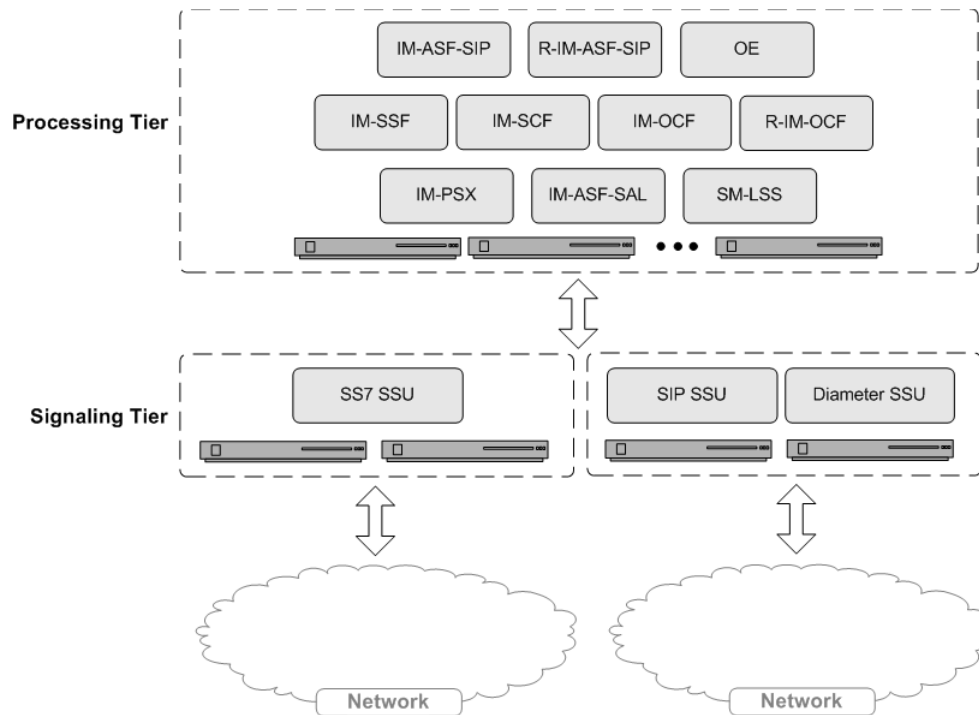 IM-ASF-SIP
R-IM-ASF-SIP
OE
Processing Tier
IM-SSF
IM-SCF
IM-OCF
R-IM-OCF
IM-PSX
IM-ASF-SAL
SM-LSS
SS7 SSU
SIP SSU
Diameter SSU
Signaling Tier
Network
Network